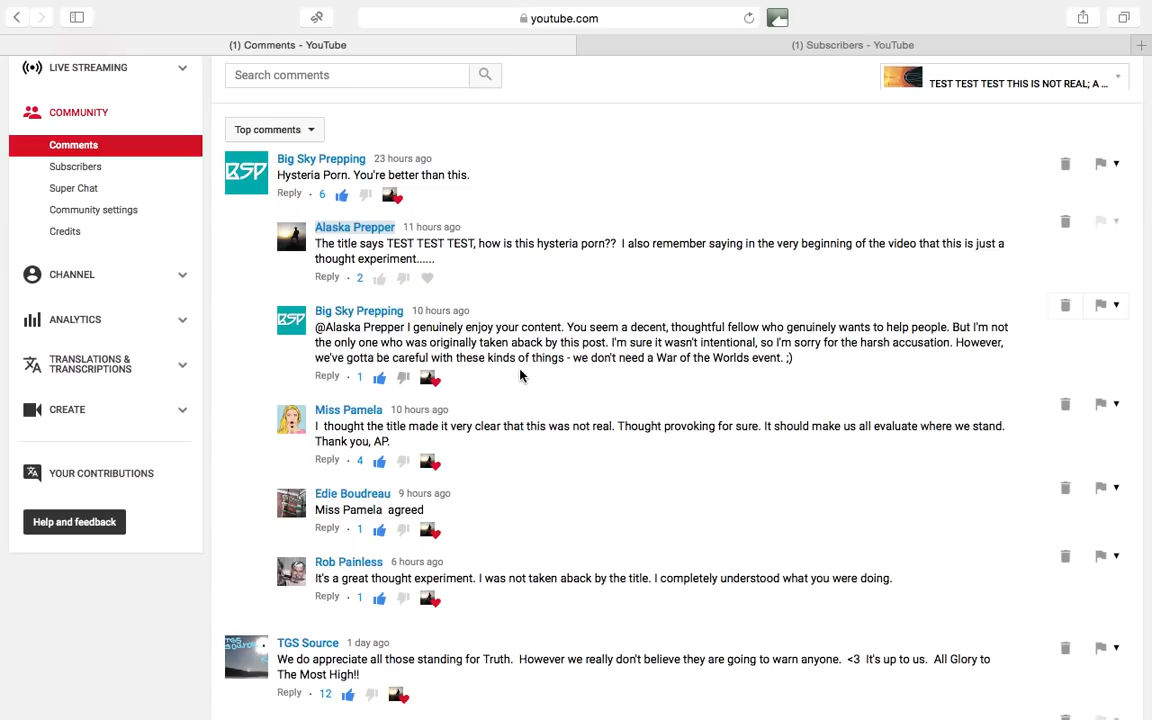 youtube.com
(1) Comments - YouTube
(1) Subscribers - YouTube
LIVE STREAMING
COMMUNITY
Comments
Subscribers
Super Chat
Community settings
Credits
CHANNEL
ANALYTICS
TRANSLATIONS &
TRANSCRIPTIONS
CREATE
YOUR CONTRIBUTIONS
Help and feedback
Search comments
TEST TEST TEST THIS IS NOT REAL; A ...
Top comments
BSP
Big Sky Prepping 23 hours ago
Hysteria Porn. You're better than this.
Reply · 6
Alaska Prepper 11 hours ago
The title says TEST TEST TEST, how is this hysteria porn?? I also remember saying in the very beginning of the video that this is just a
thought experiment......
Reply · 2
BSP
Big Sky Prepping 10 hours ago
@Alaska Prepper I genuinely enjoy your content. You seem a decent, thoughtful fellow who genuinely wants to help people. But I'm not
the only one who was originally taken aback by this post. I'm sure it wasn't intentional, so I'm sorry for the harsh accusation. However,
we've gotta be careful with these kinds of things - we don't need a War of the Worlds event. ;)
Reply · 1
Miss Pamela 10 hours ago
I thought the title made it very clear that this was not real. Thought provoking for sure. It should make us all evaluate where we stand.
Thank you, AP.
Reply · 4
Edie Boudreau 9 hours ago
Miss Pamela agreed
Reply · 1
Rob Painless 6 hours ago
It's a great thought experiment. I was not taken aback by the title. I completely understood what you were doing.
Reply · 1
TGS Source 1 day ago
We do appreciate all those standing for Truth. However we really don't believe they are going to warn anyone. <3 It's up to us. All Glory to
The Most High!!
Reply · 12